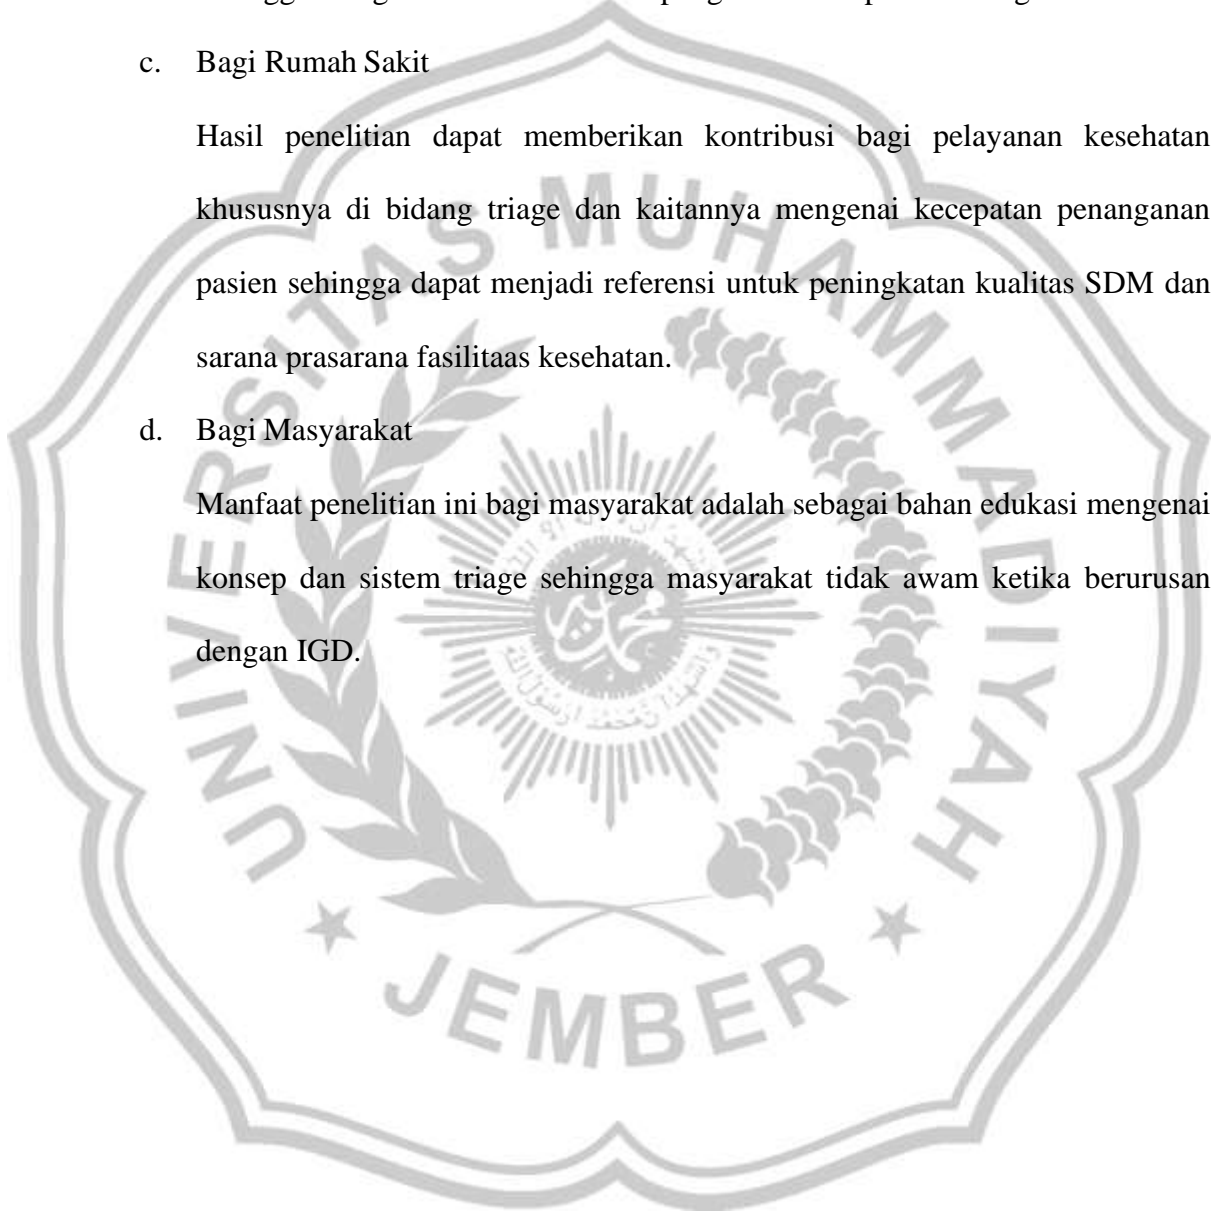 c. Bagi Rumah Sakit
Hasil penelitian dapat memberikan kontribusi bagi pelayanan kesehatan
khususnya di bidang triage dan kaitannya mengenai kecepatan penanganan
pasien sehingga dapat menjadi referensi untuk peningkatan kualitas SDM dan
sarana prasarana fasilitaas kesehatan.
d. Bagi Masyarakat
Manfaat penelitian ini bagi masyarakat adalah sebagai bahan edukasi mengenai
konsep dan sistem triage sehingga masyarakat tidak awam ketika berurusan
dengan IGD.
UNIVERSITAS MUHAMMADIYAH
JEMBER